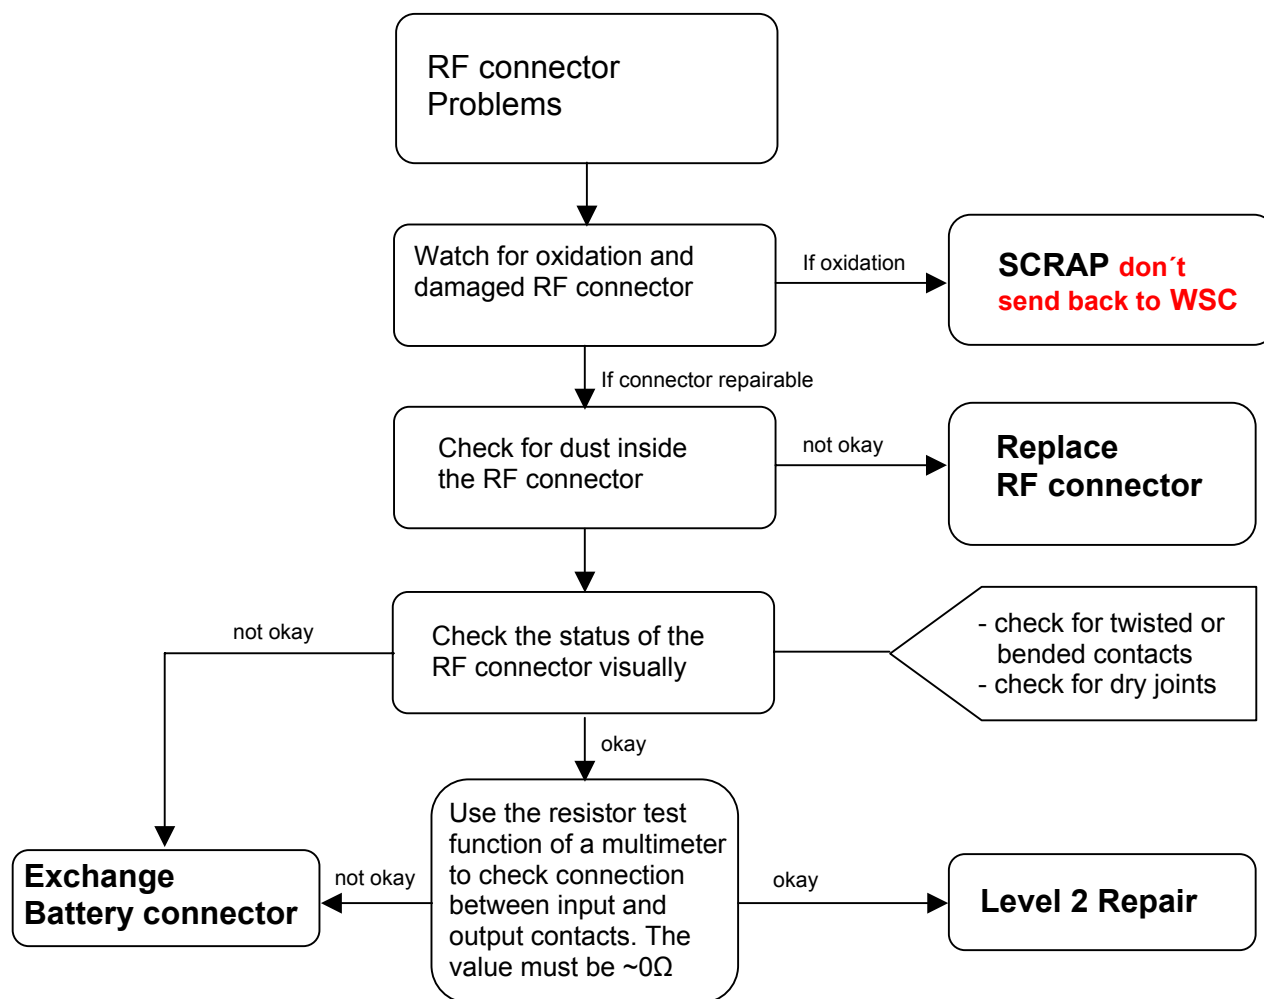 RF connector
Problems
Watch for oxidation and
damaged RF connector
If oxidation
SCRAP don´t
send back to WSC
If connector repairable
Check for dust inside
the RF connector
not okay
Replace
RF connector
not okay
Check the status of the
RF connector visually
- check for twisted or
bended contacts
- check for dry joints
okay
Use the resistor test
function of a multimeter
to check connection
between input and
output contacts. The
value must be ~0Ω
not okay
Exchange
Battery connector
okay
Level 2 Repair